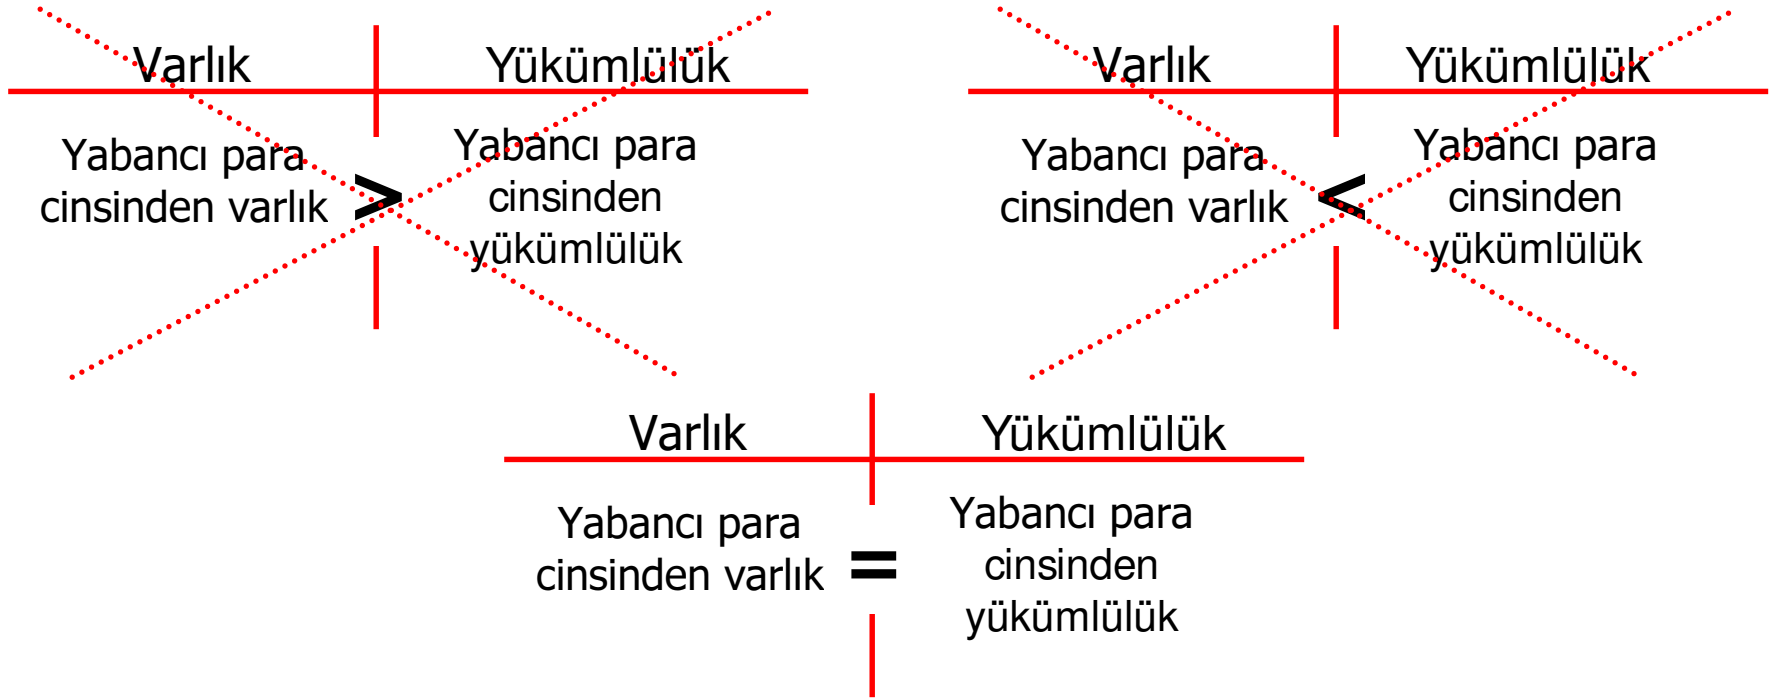 Varlık
Yükümlülük
Yabancı para
cinsinden varlık
>
Yabancı para
cinsinden
yükümlülük
Varlık
Yükümlülük
Yabancı para
cinsinden varlık
<
Yabancı para
cinsinden
yükümlülük
Varlık
Yükümlülük
Yabancı para
cinsinden varlık
=
Yabancı para
cinsinden
yükümlülük